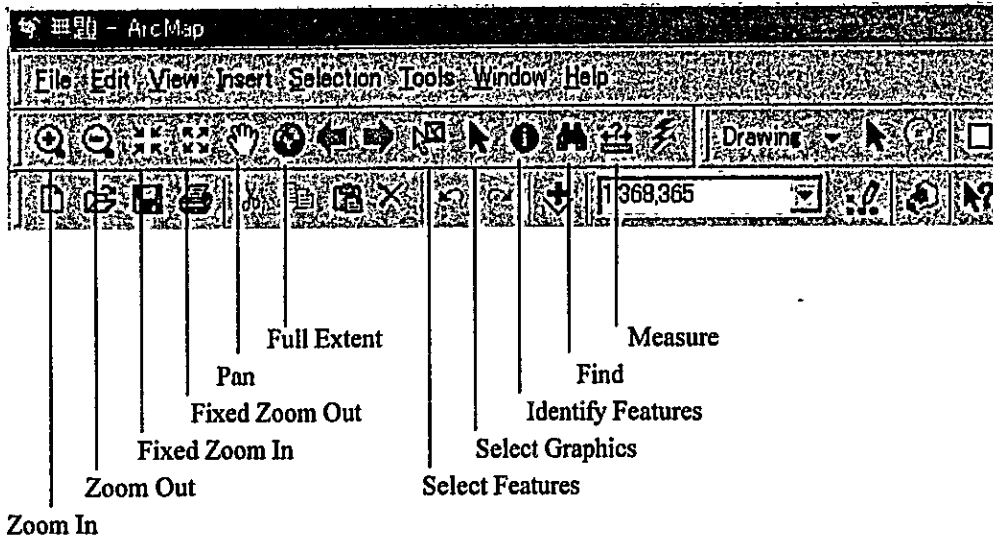 無題 - ArcMap
File Edit View Insert Selection Tools Window Help
Drawing
1:368,365
Full Extent
Measure
Pan
Find
Fixed Zoom Out
Identify Features
Fixed Zoom In
Select Graphics
Zoom Out
Select Features
Zoom In